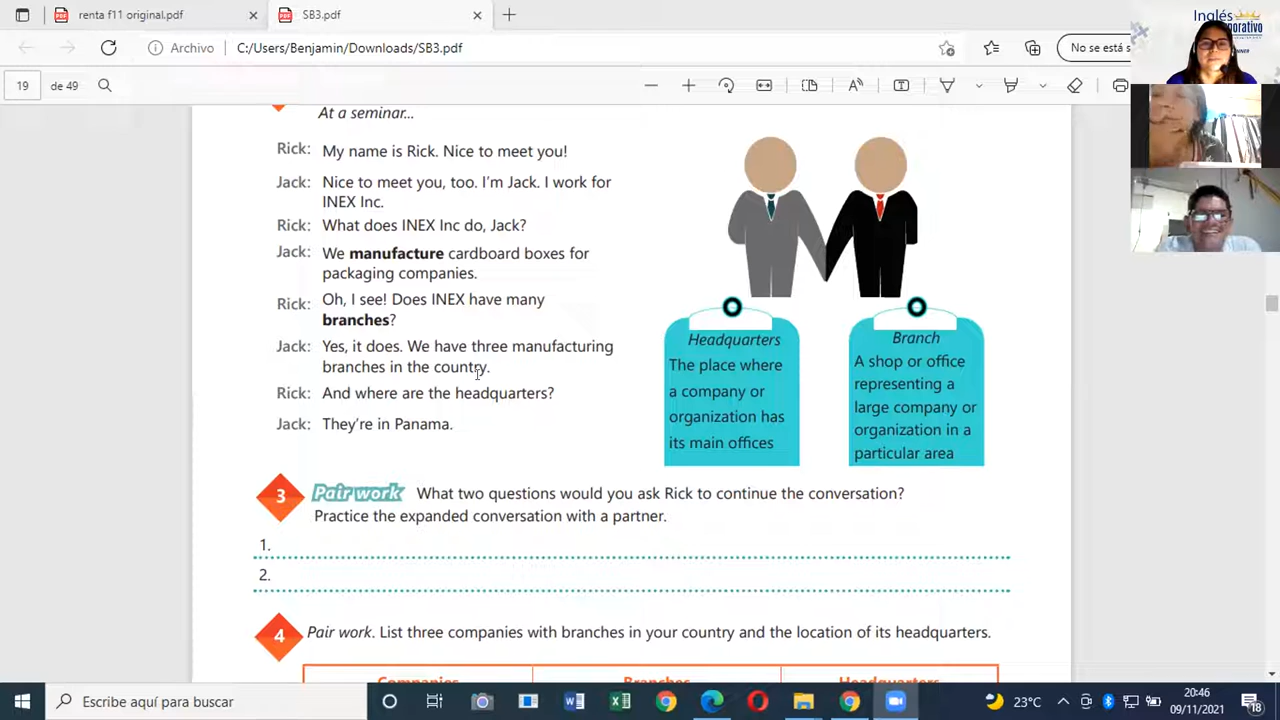 renta f11 original.pdf
SB3.pdf
Archivo
C:/Users/Benjamin/Downloads/SB3.pdf
No se está s
Inglés
orativo
19
de 49
At a seminar...
Rick: My name is Rick. Nice to meet you!
Jack: Nice to meet you, too. I'm Jack. I work for
INEX Inc.
Rick: What does INEX Inc do, Jack?
Jack: We manufacture cardboard boxes for
packaging companies.
Rick: Oh, I see! Does INEX have many
branches?
Jack: Yes, it does. We have three manufacturing
branches in the country.
Rick: And where are the headquarters?
Jack: They're in Panama.
Headquarters
The place where
a company or
organization has
its main offices
Branch
A shop or office
representing a
large company or
organization in a
particular area
3 Pair work What two questions would you ask Rick to continue the conversation?
Practice the expanded conversation with a partner.
1.
2.
4 Pair work. List three companies with branches in your country and the location of its headquarters.
Companies Branches Headquarters
Escribe aquí para buscar
23°C
20:46
09/11/2021
18